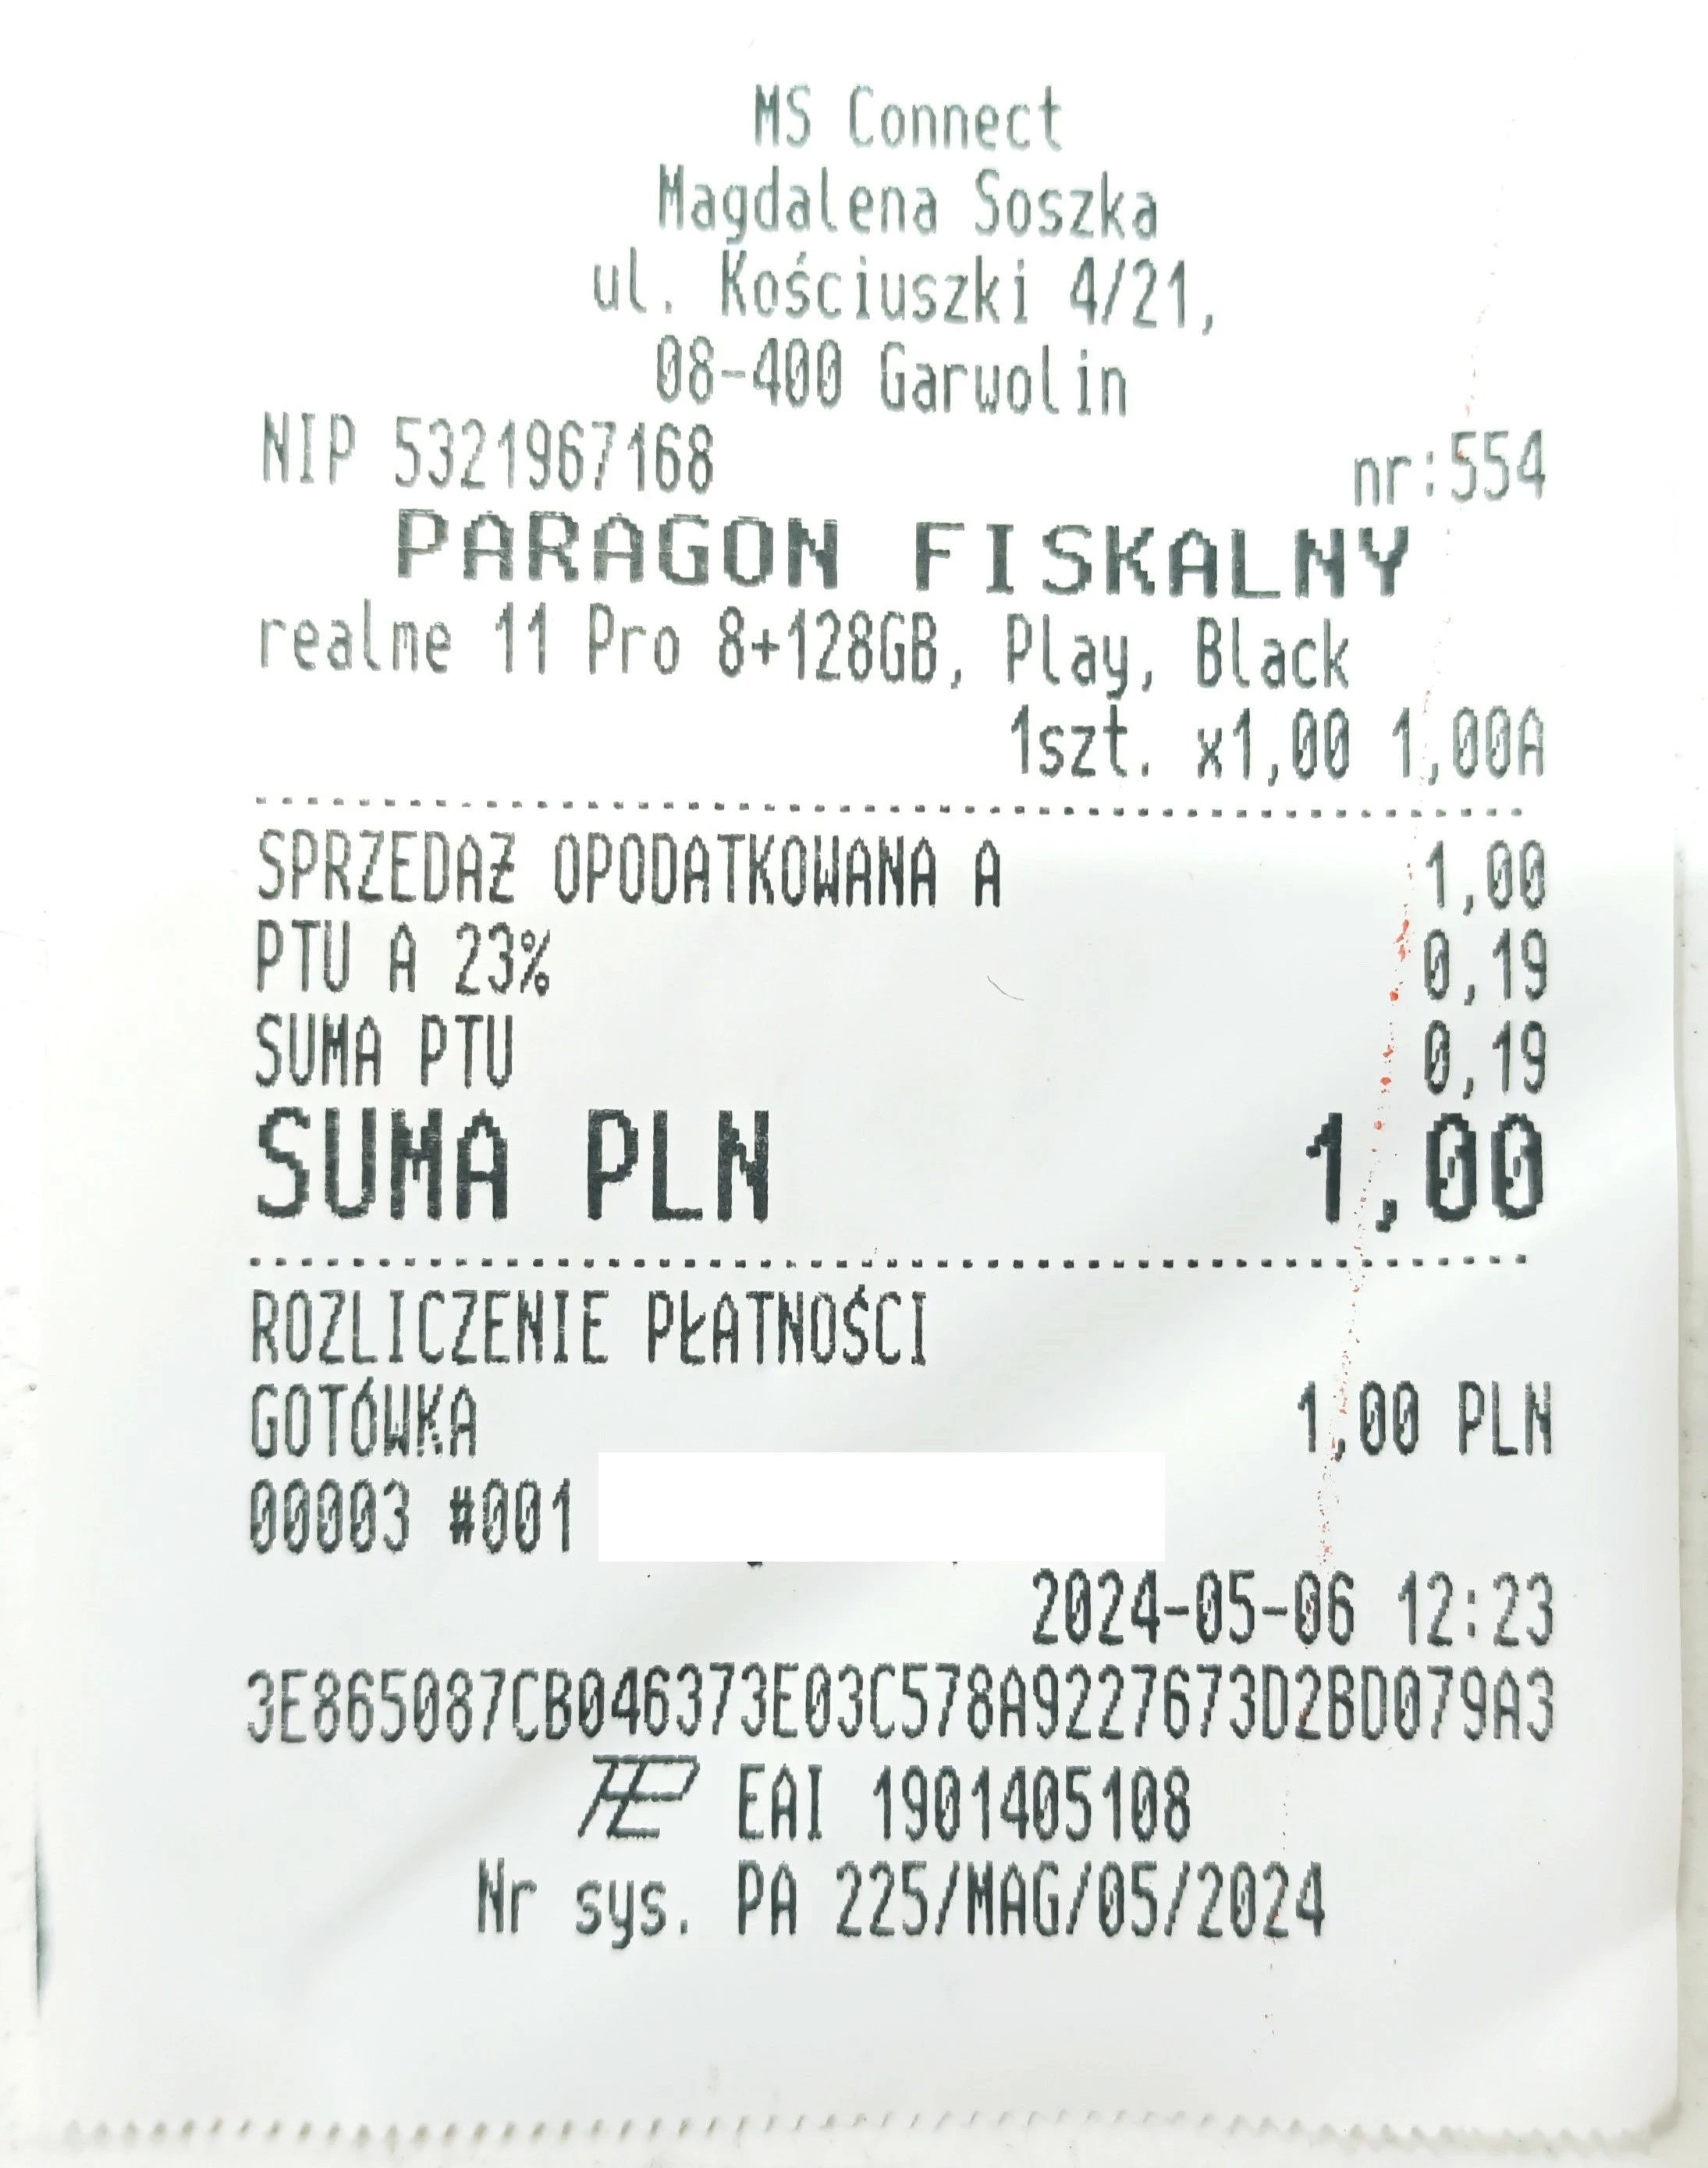 MS Connect
Magdalena Soszka
ul. Kościuszki 4/21,
08-400 Garwolin
NIP 5321967168 nr:554
PARAGON FISKALNY
realme 11 Pro 8+128GB, Play, Black
1szt. x1,00 1,00A
SPRZEDAŻ OPODATKOWANA A 1,00
PTU A 23% 0,19
SUMA PTU 0,19
SUMA PLN 1,00
ROZLICZENIE PŁATNOŚCI
GOTÓWKA 1,00 PLN
00003 #001
2024-05-06 12:23
3E865087CB046373E03C578A9227673D2BD079A3
EAI 1901405108
Nr sys. PA 225/MAG/05/2024